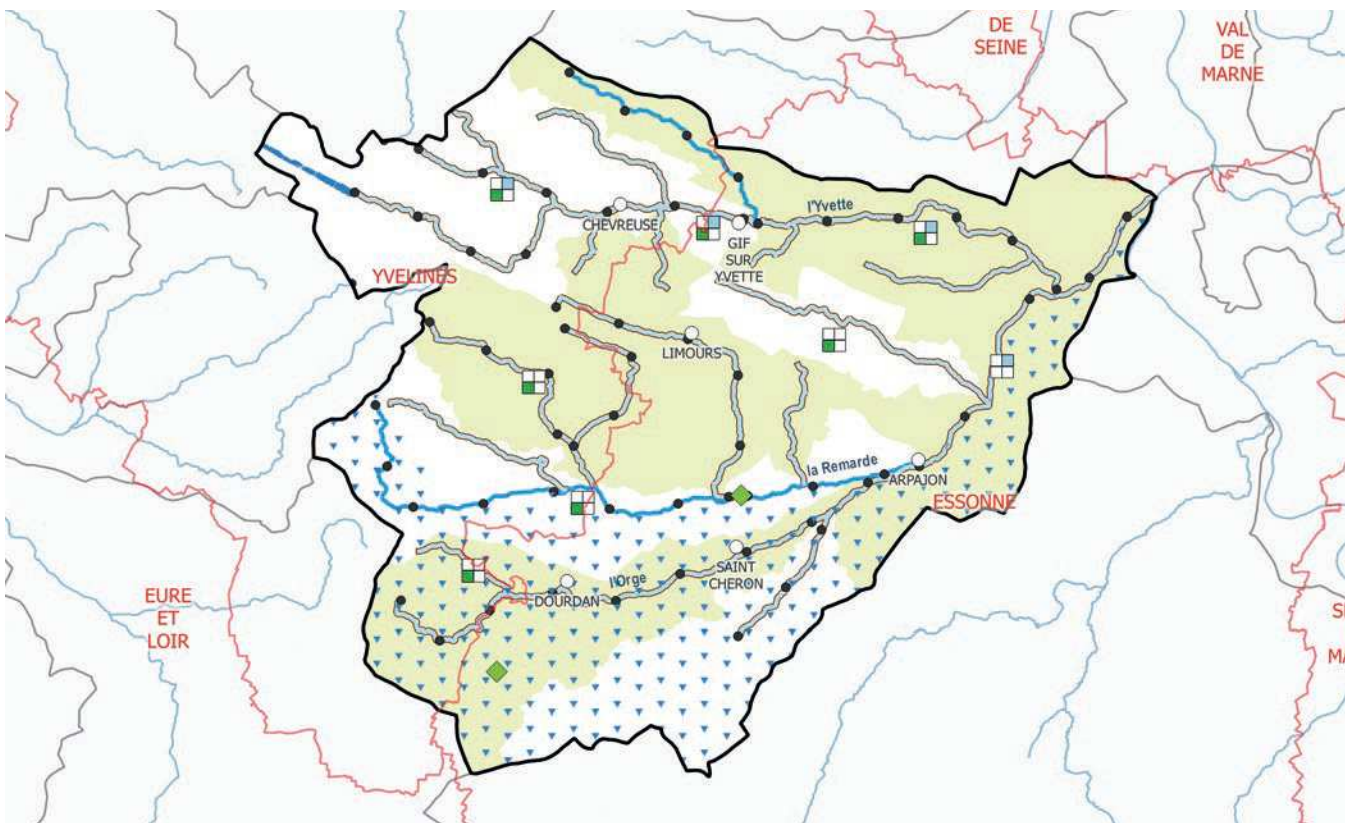 DE
SEINE
VAL
DE
MARNE
l'Yvette
CHEVREUSE
GIF
SUR
YVETTE
YVELINES
LIMOURS
la Remarde
ARPAJON
ESSONNE
SAINT
CHERON
l'Orge
DOURDAN
EURE
ET
LOIR
S
MA